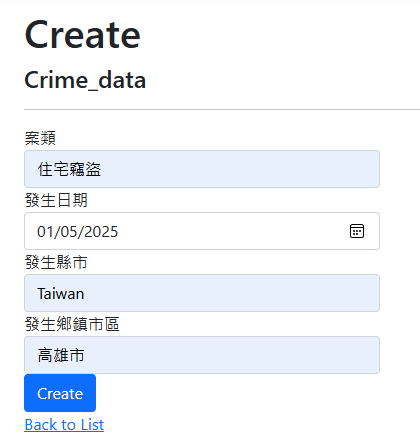 Create
Crime_data
案類
住宅竊盜
發生日期
01/05/2025
發生縣市
Taiwan
發生鄉鎮市區
高雄市
Create
Back to List